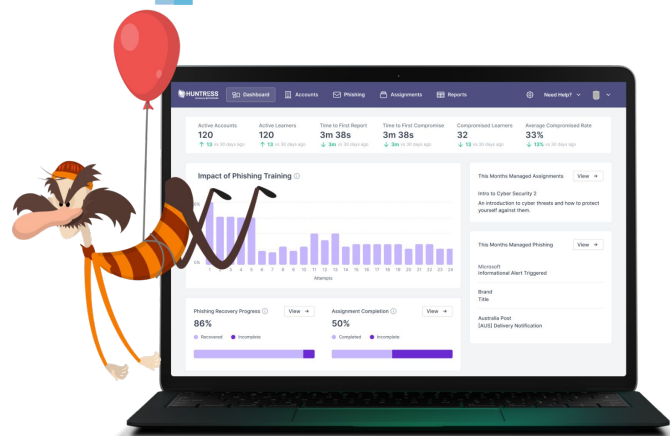 HUNTRESS
Dashboard
Accounts
Phishing
Assignments
Reports
Need Help?
Active Accounts
120
↑ 13 vs 30 days ago
Active Learners
120
↑ 13 vs 30 days ago
Time to First Report
3m 38s
↓ 3m vs 30 days ago
Time to First Compromise
3m 38s
↓ 3m vs 30 days ago
Compromised Learners
32
↓ 13 vs 30 days ago
Average Compromised Rate
33%
↓ 13% vs 30 days ago
Impact of Phishing Training
0%
1 2 3 4 5 6 7 8 9 10 11 12 13 14 15 16 17 18 19 20 21 22 23 24
Attempts
This Months Managed Assignments
View →
Intro to Cyber Security 2
An introduction to cyber threats and how to protect
yourself against them.
This Months Managed Phishing
View →
Microsoft
Informational Alert Triggered
Brand
Title
Australia Post
[AUS] Delivery Notification
Phishing Recovery Progress
View →
86%
Recovered
Incomplete
Assignment Completion
View →
50%
Completed
Incomplete